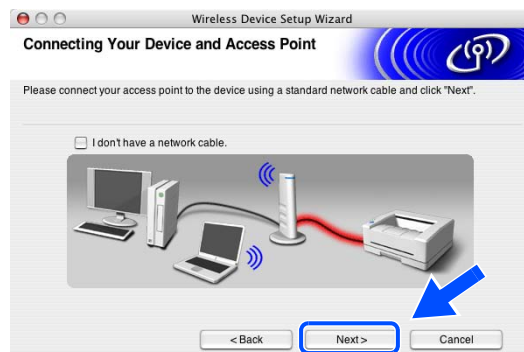 Wireless Device Setup Wizard
Connecting Your Device and Access Point
Please connect your access point to the device using a standard network cable and click "Next".
I don't have a network cable.
< Back Next > Cancel